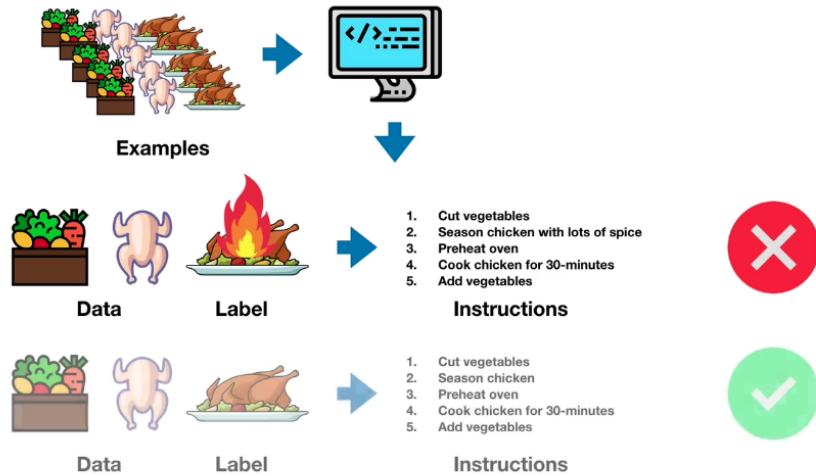 </>
Examples
1. Cut vegetables
2. Season chicken with lots of spice
3. Preheat oven
4. Cook chicken for 30-minutes
5. Add vegetables
Data
Label
Instructions
1. Cut vegetables
2. Season chicken
3. Preheat oven
4. Cook chicken for 30-minutes
5. Add vegetables
Data
Label
Instructions